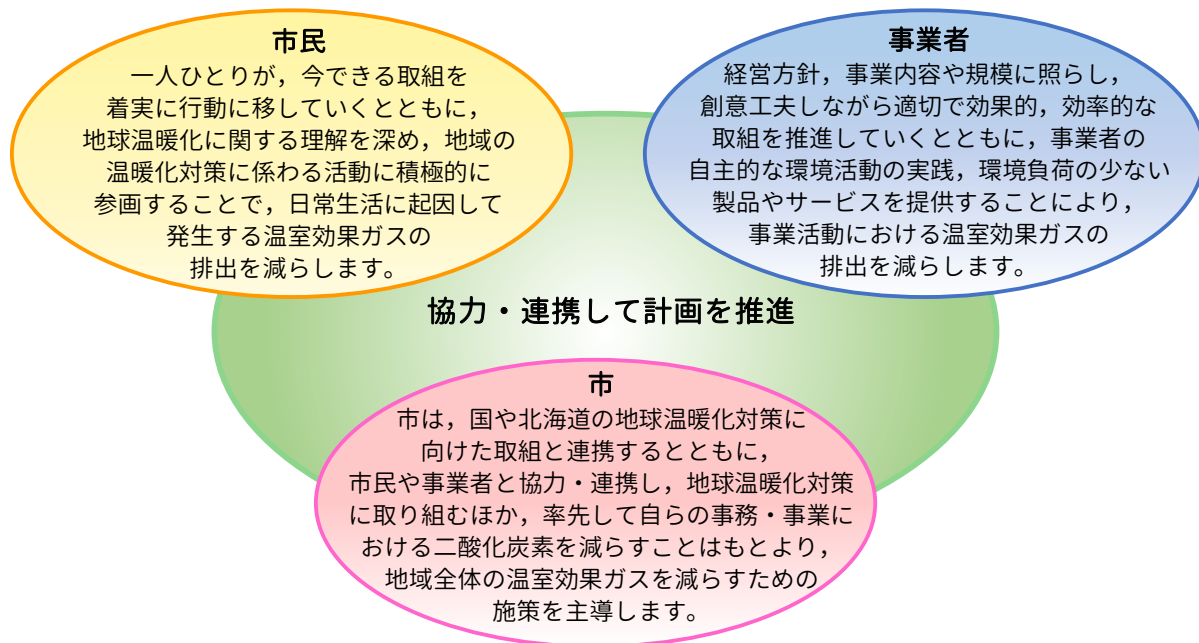 市民
一人ひとりが，今できる取組を
着実に行動に移していくとともに，
地球温暖化に関する理解を深め，地域の
温暖化対策に係わる活動に積極的に
参画することで，日常生活に起因して
発生する温室効果ガスの
排出を減らします。
事業者
経営方針，事業内容や規模に照らし，
創意工夫しながら適切で効果的，効率的な
取組を推進していくとともに，事業者の
自主的な環境活動の実践，環境負荷の少ない
製品やサービスを提供することにより，
事業活動における温室効果ガスの
排出を減らします。
協力・連携して計画を推進
市
市は，国や北海道の地球温暖化対策に
向けた取組と連携するとともに，
市民や事業者と協力・連携し，地球温暖化対策
に取り組むほか，率先して自らの事務・事業に
おける二酸化炭素を減らすことはもとより，
地域全体の温室効果ガスを減らすための
施策を主導します。